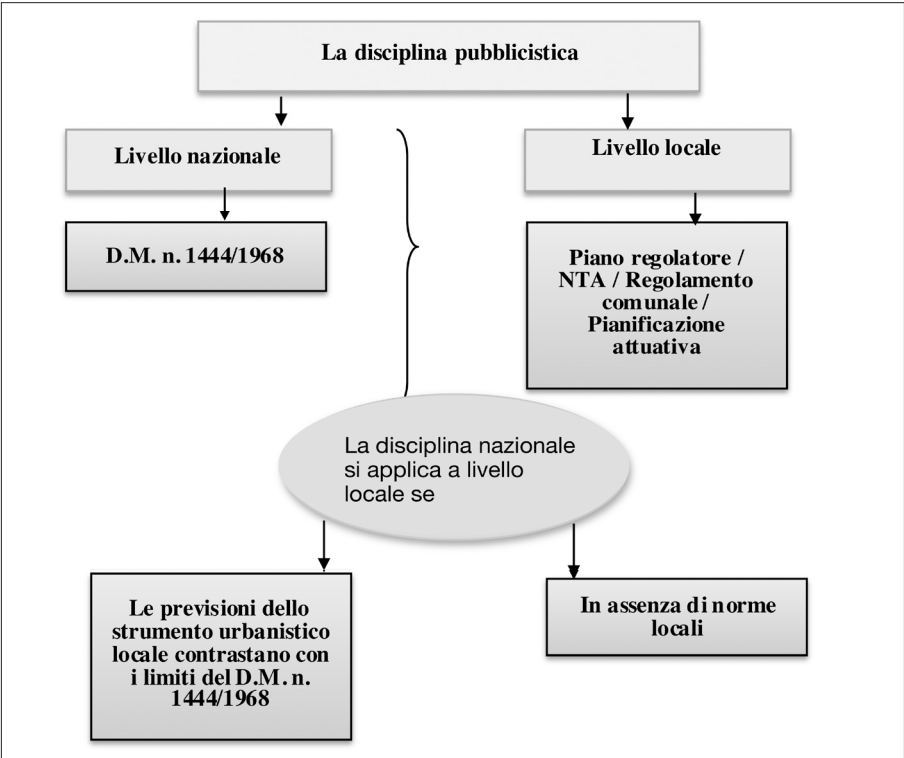 La disciplina pubblicistica
Livello nazionale
Livello locale
D.M. n. 1444/1968
Piano regolatore /
NTA / Regolamento
comunale /
Pianificazione
attuativa
La disciplina nazionale
si applica a livello
locale se
Le previsioni dello
strumento urbanistico
locale contrastano con
i limiti del D.M. n.
1444/1968
In assenza di norme
locali